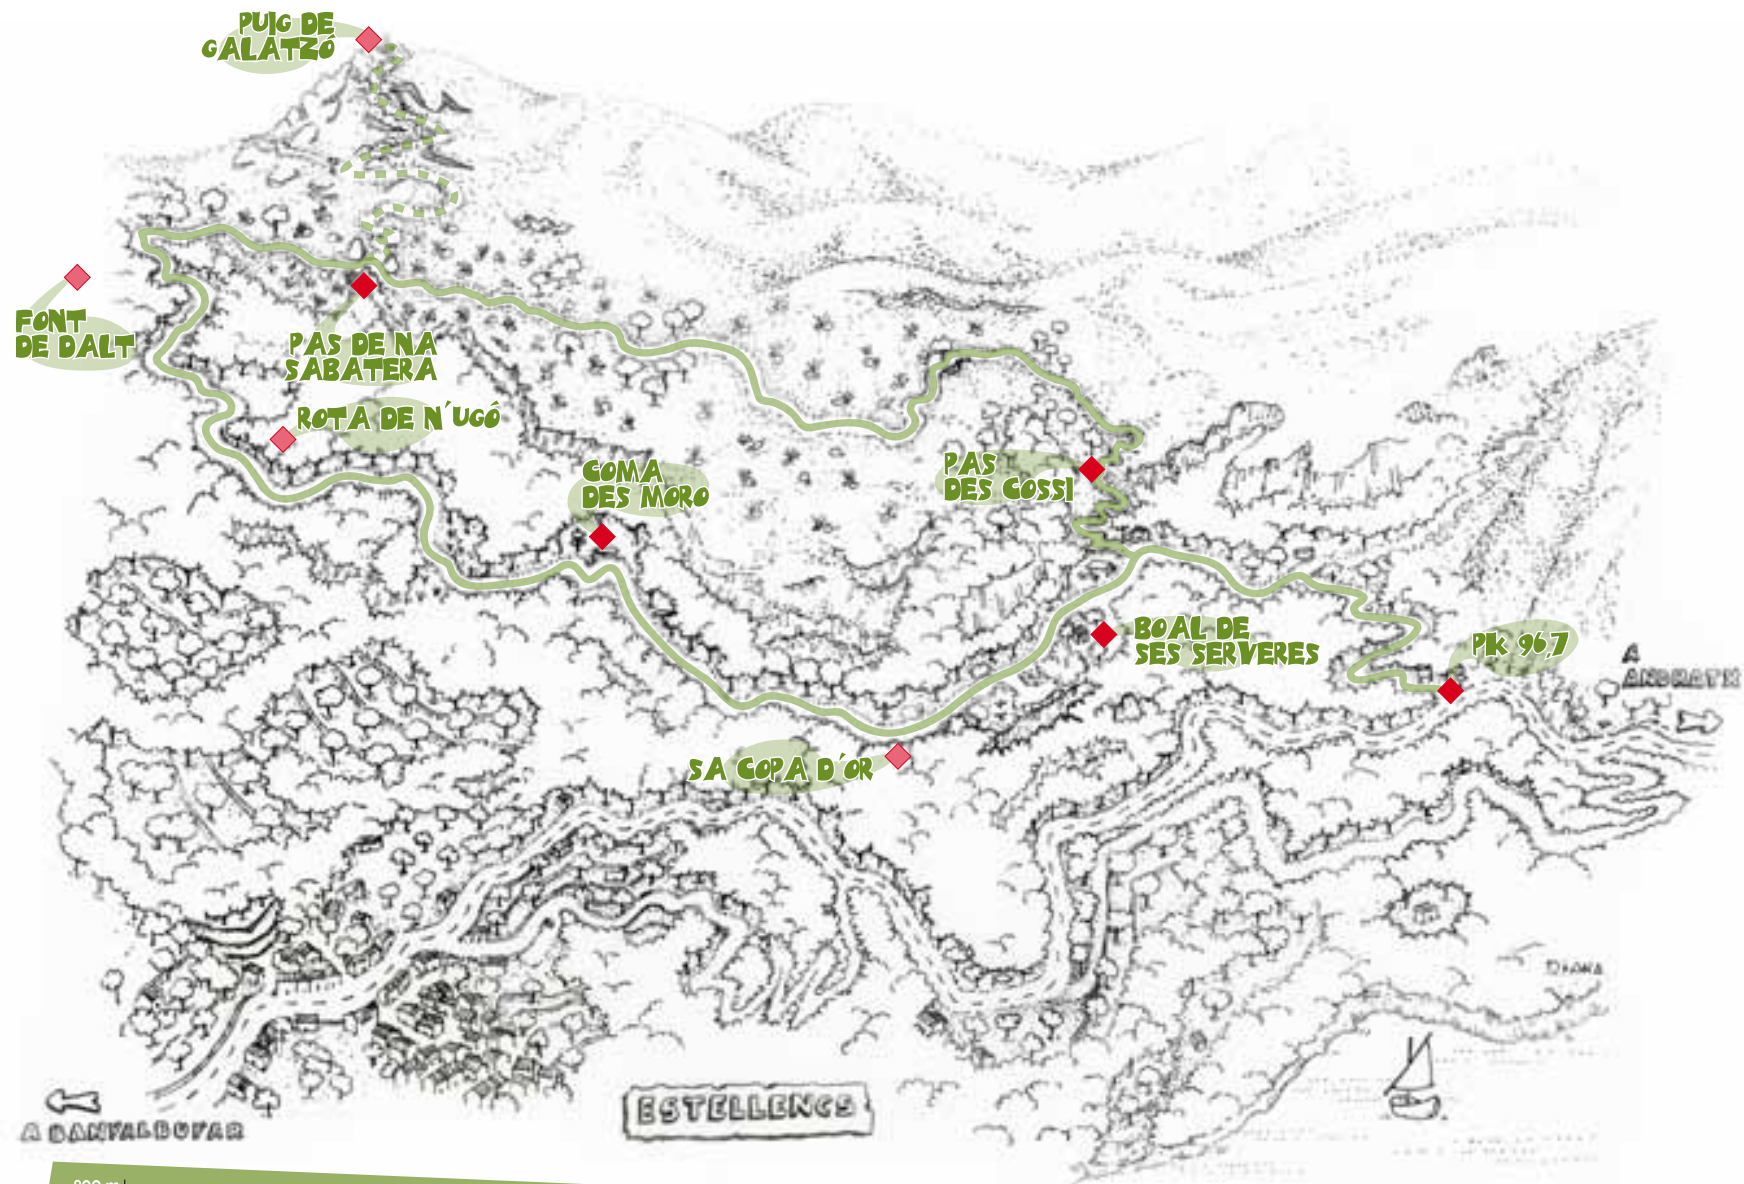 PUIG DE
GALATZÓ
FONT
DE DALT
PAS DE NA
SABATERA
ROTA DE N'UGÓ
COMA
DES MORO
PAS
DES COSSI
BOAL DE
SES SERVERES
PK 96,7
A
ANDRATX
SA COPA D'OR
ESTELLENCS
A BANYALBUFAR
800 m